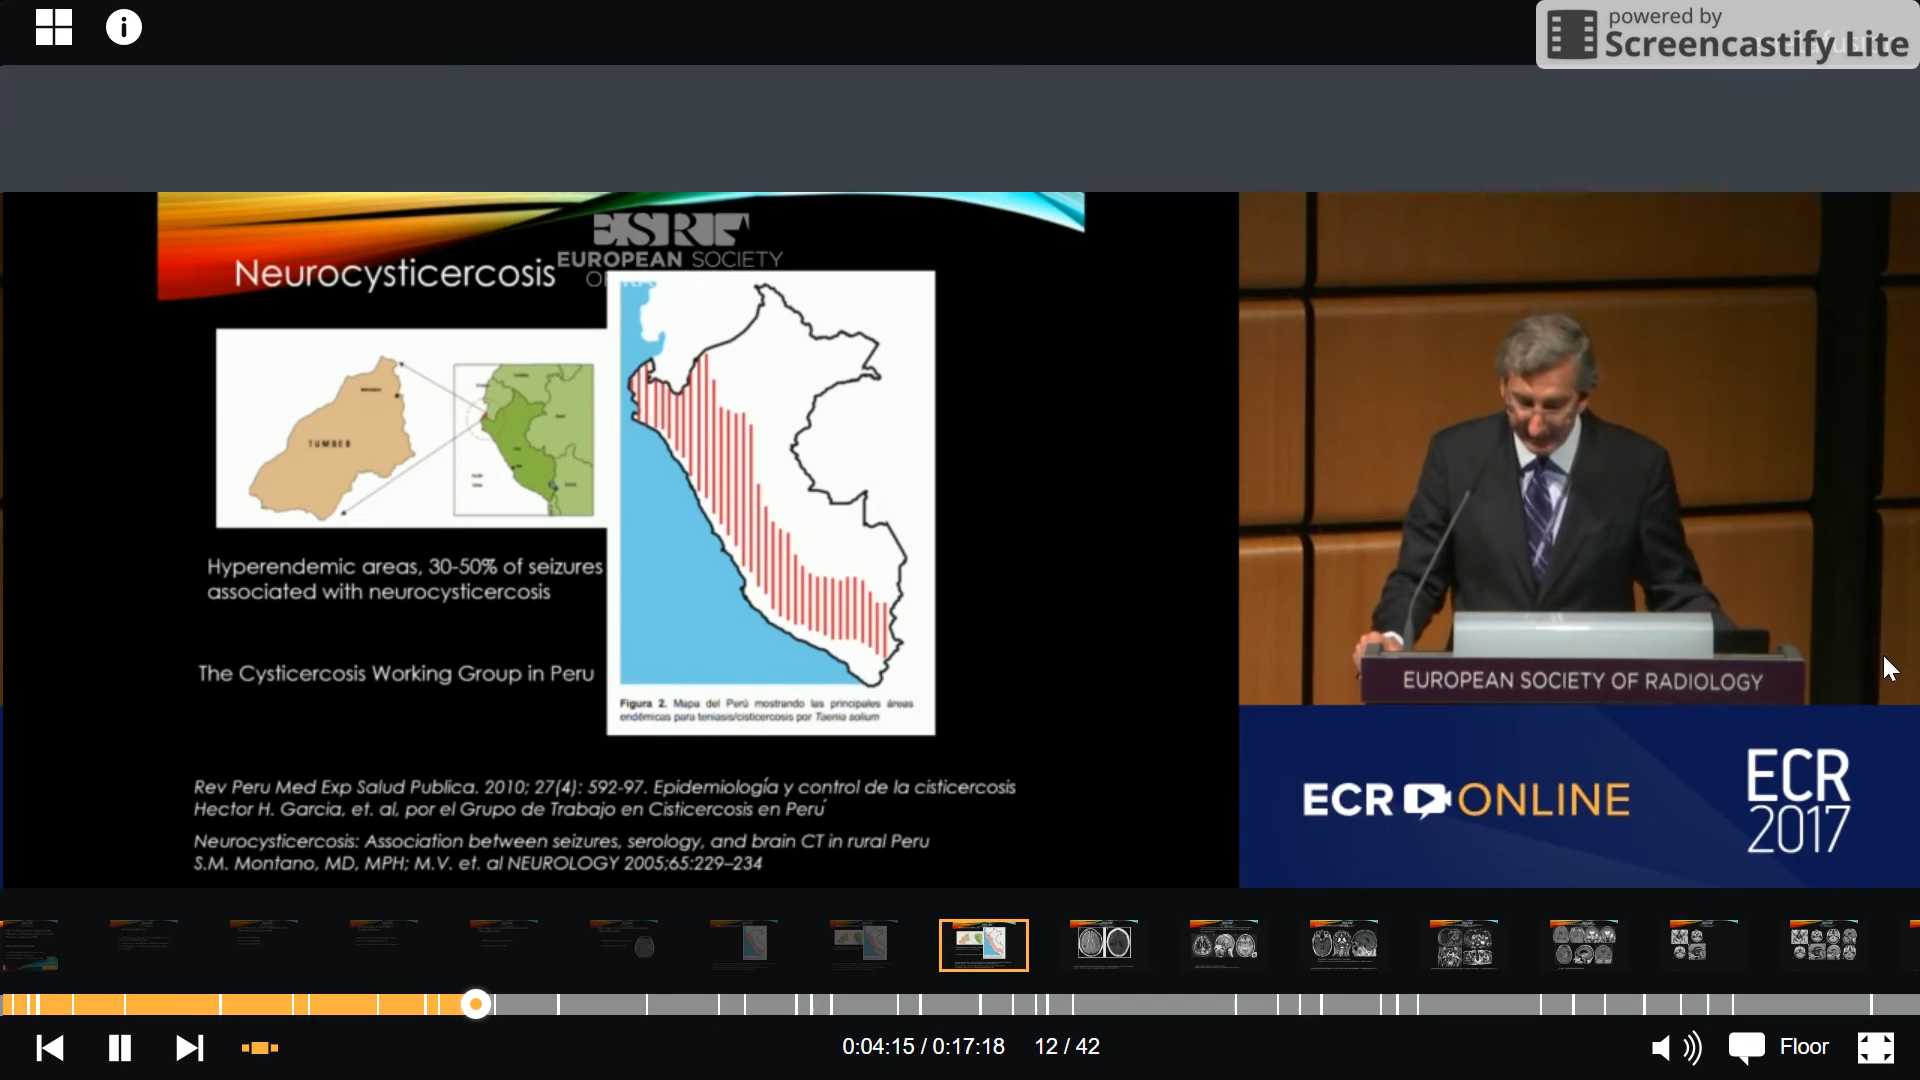 powered by
Screencastify Lite
ESR
EUROPEAN SOCIETY
Neurocysticercosis
TUMBES
Hyperendemic areas, 30-50% of seizures
associated with neurocysticercosis
The Cysticercosis Working Group in Peru
Figura 2. Mapa del Perú mostrando las principales áreas
endémicas para teniasis/cisticercosis por Taenia solium
Rev Peru Med Exp Salud Publica. 2010; 27(4): 592-97. Epidemiología y control de la cisticercosis
Hector H. Garcia, et. al, por el Grupo de Trabajo en Cisticercosis en Perú
Neurocysticercosis: Association between seizures, serology, and brain CT in rural Peru
S.M. Montano, MD, MPH; M.V. et. al NEUROLOGY 2005;65:229–234
EUROPEAN SOCIETY OF RADIOLOGY
ECR ONLINE
ECR
2017
0:04:15 / 0:17:18 12 / 42
Floor